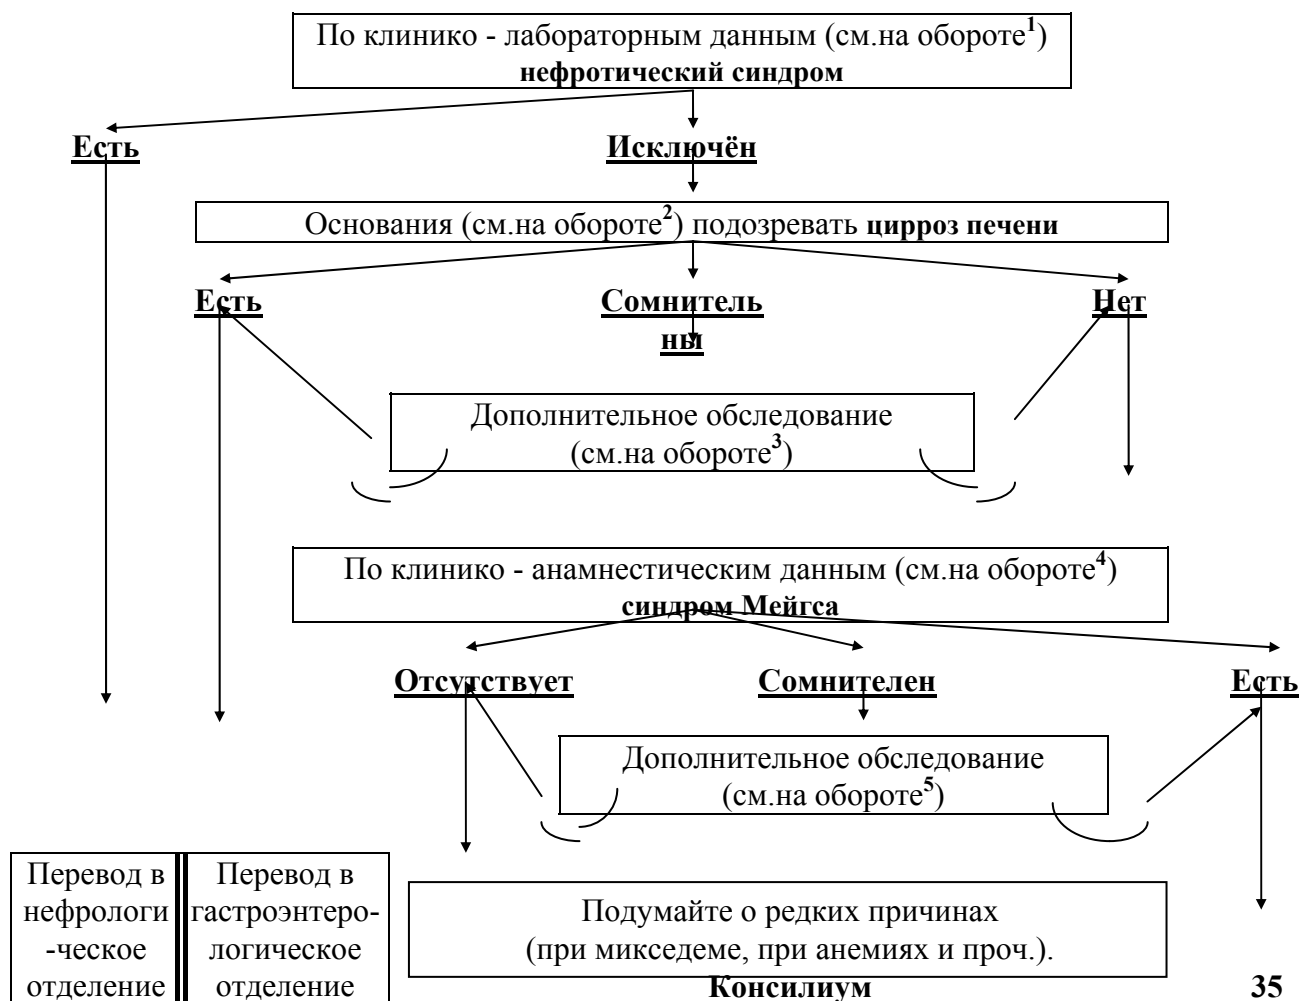 По клинико - лабораторным данным (см.на обороте1)
нефротический синдром
Есть
Исключён
Основания (см.на обороте2) подозревать цирроз печени
Есть
Сомнитель
ны
Нет
Дополнительное обследование
(см.на обороте3)
По клинико - анамнестическим данным (см.на обороте4)
синдром Мейгса
Отсутствует
Сомнителен
Есть
Дополнительное обследование
(см.на обороте5)
Перевод в
нефрологи
-ческое
отделение
Перевод в
гастроэнтеро-
логическое
отделение
Подумайте о редких причинах
(при микседеме, при анемиях и проч.).
Консилиум
35